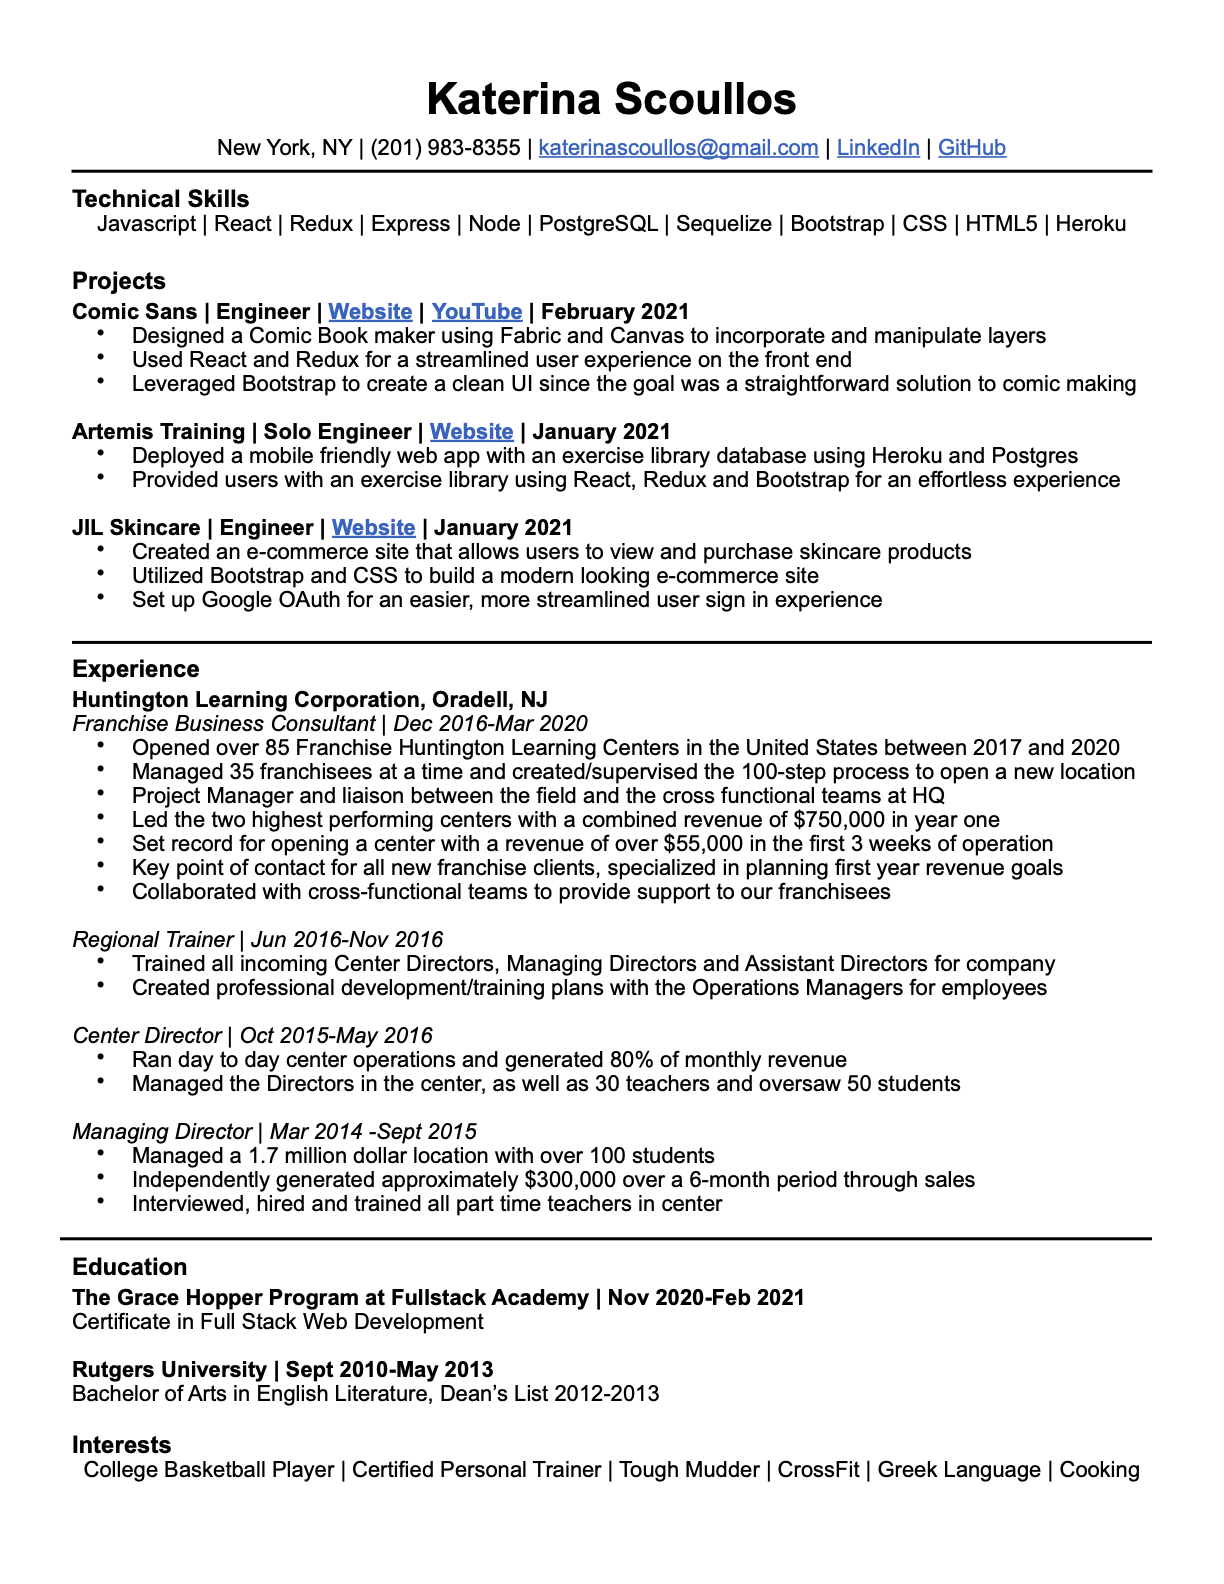 Katerina Scoullos
New York, NY | (201) 983-8355 | katerinascoullos@gmail.com | LinkedIn | GitHub
Technical Skills
Javascript | React | Redux | Express | Node | PostgreSQL | Sequelize | Bootstrap | CSS | HTML5 | Heroku
Projects
Comic Sans | Engineer | Website | YouTube | February 2021
• Designed a Comic Book maker using Fabric and Canvas to incorporate and manipulate layers
• Used React and Redux for a streamlined user experience on the front end
• Leveraged Bootstrap to create a clean UI since the goal was a straightforward solution to comic making
Artemis Training | Solo Engineer | Website | January 2021
• Deployed a mobile friendly web app with an exercise library database using Heroku and Postgres
• Provided users with an exercise library using React, Redux and Bootstrap for an effortless experience
JIL Skincare | Engineer | Website | January 2021
• Created an e-commerce site that allows users to view and purchase skincare products
• Utilized Bootstrap and CSS to build a modern looking e-commerce site
• Set up Google OAuth for an easier, more streamlined user sign in experience
Experience
Huntington Learning Corporation, Oradell, NJ
Franchise Business Consultant | Dec 2016-Mar 2020
• Opened over 85 Franchise Huntington Learning Centers in the United States between 2017 and 2020
• Managed 35 franchisees at a time and created/supervised the 100-step process to open a new location
• Project Manager and liaison between the field and the cross functional teams at HQ
• Led the two highest performing centers with a combined revenue of $750,000 in year one
• Set record for opening a center with a revenue of over $55,000 in the first 3 weeks of operation
• Key point of contact for all new franchise clients, specialized in planning first year revenue goals
• Collaborated with cross-functional teams to provide support to our franchisees
Regional Trainer | Jun 2016-Nov 2016
• Trained all incoming Center Directors, Managing Directors and Assistant Directors for company
• Created professional development/training plans with the Operations Managers for employees
Center Director | Oct 2015-May 2016
• Ran day to day center operations and generated 80% of monthly revenue
• Managed the Directors in the center, as well as 30 teachers and oversaw 50 students
Managing Director | Mar 2014 -Sept 2015
• Managed a 1.7 million dollar location with over 100 students
• Independently generated approximately $300,000 over a 6-month period through sales
• Interviewed, hired and trained all part time teachers in center
Education
The Grace Hopper Program at Fullstack Academy | Nov 2020-Feb 2021
Certificate in Full Stack Web Development
Rutgers University | Sept 2010-May 2013
Bachelor of Arts in English Literature, Dean’s List 2012-2013
Interests
College Basketball Player | Certified Personal Trainer | Tough Mudder | CrossFit | Greek Language | Cooking